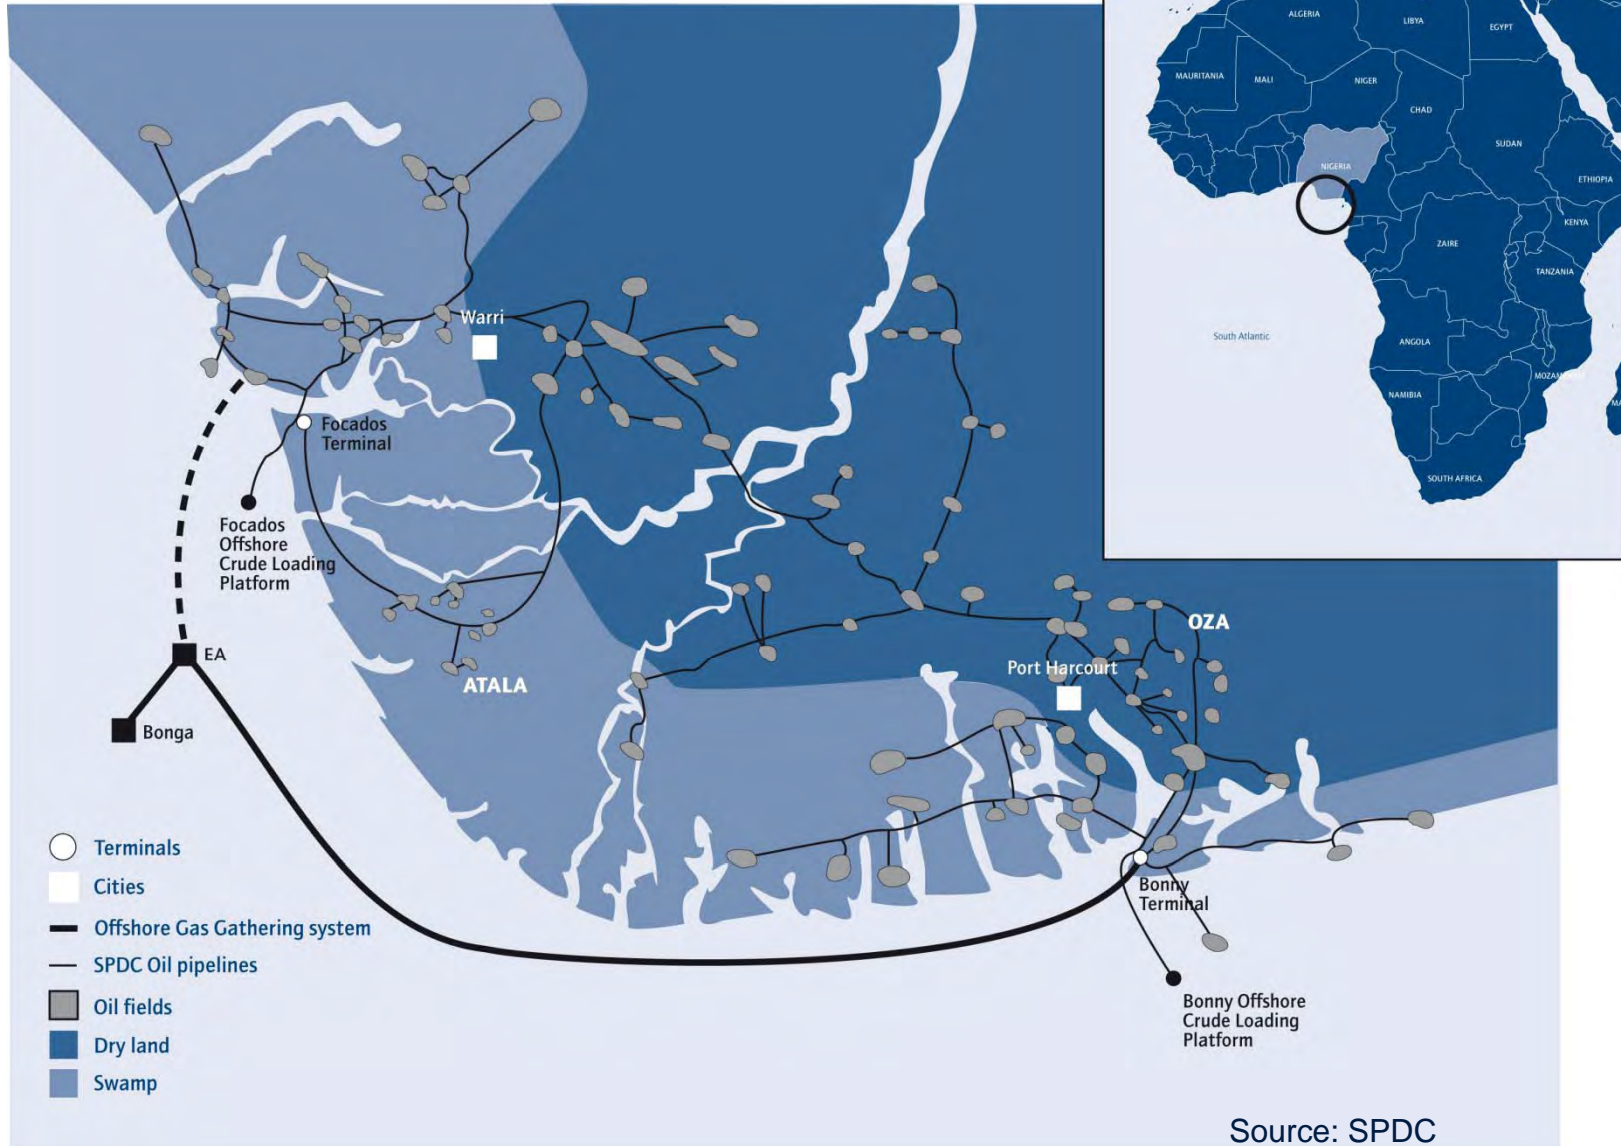 Warri
Focados
Terminal
Focados
Offshore
Crude Loading
Platform
EA
Bonga
ATALA
OZA
Port Harcourt
Bonny
Terminal
Bonny Offshore
Crude Loading
Platform
Terminals
Cities
Offshore Gas Gathering system
SPDC Oil pipelines
Oil fields
Dry land
Swamp
ALGERIA
LIBYA
EGYPT
MAURITANIA
MALI
NIGER
CHAD
SUDAN
NIGERIA
ETHIOPIA
KENYA
ZAIRE
TANZANIA
South Atlantic
ANGOLA
NAMIBIA
SOUTH AFRICA
Source: SPDC